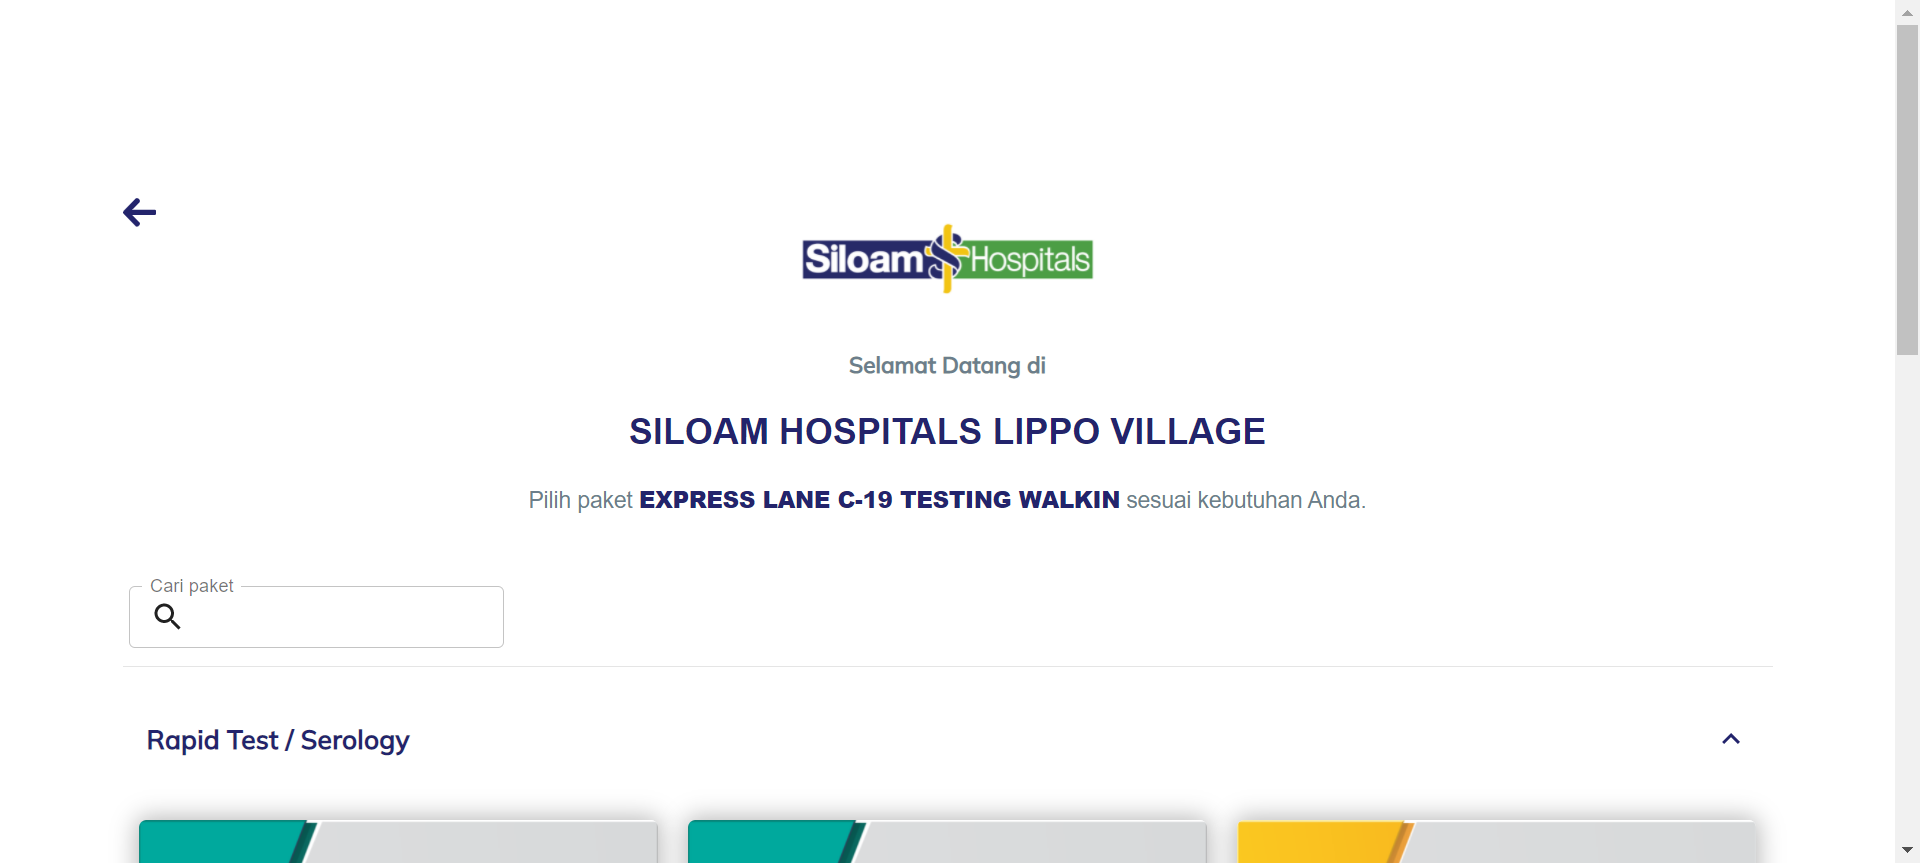 Siloam Hospitals
Selamat Datang di
SILOAM HOSPITALS LIPPO VILLAGE
Pilih paket EXPRESS LANE C-19 TESTING WALKIN sesuai kebutuhan Anda.
Cari paket
Rapid Test / Serology